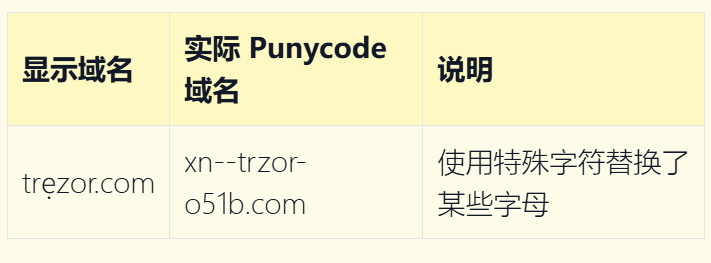 显示域名
实际 Punycode
域名
说明
trẹzor.com
xn--trzor-
o51b.com
使用特殊字符替换了
某些字母